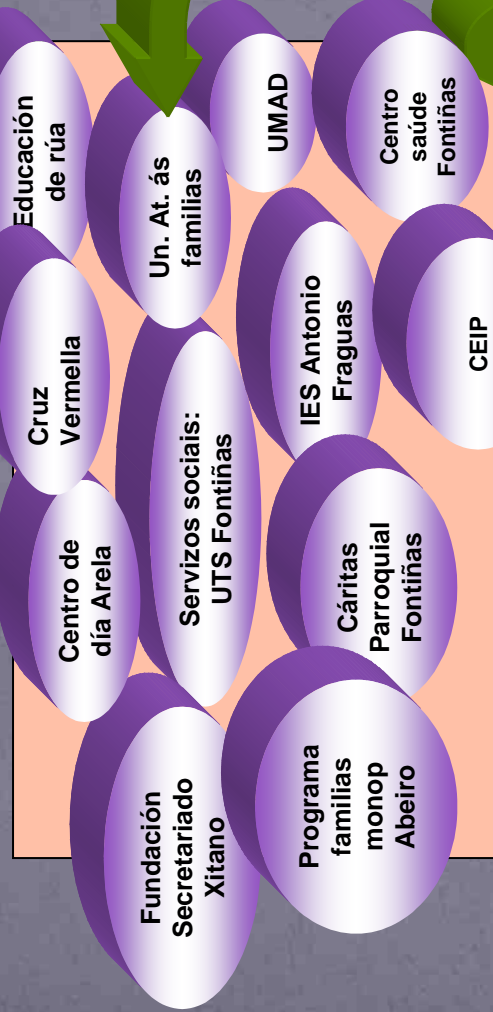 Centro de
día Arela
Cruz
Vermella
Educación
de rúa
Fundación
Secretariado
Xitano
Servizos sociais:
UTS Fontiñas
Un. At. ás
familias
UMAD
Programa
familias
monop
Abeiro
Cáritas
Parroquial
Fontiñas
IES Antonio
Fraguas
Centro
saúde
Fontiñas
CEIP